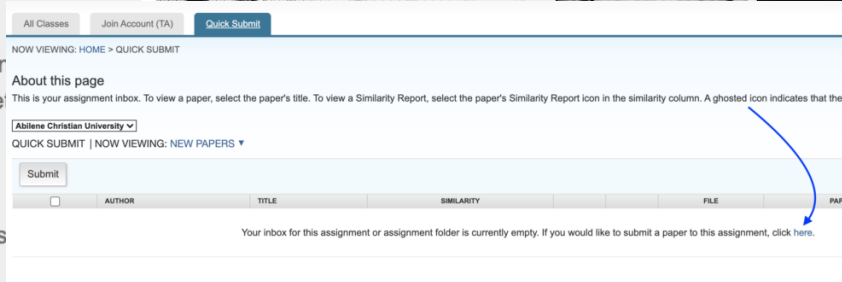 All Classes
Join Account (TA)
Quick Submit
NOW VIEWING: HOME > QUICK SUBMIT
About this page
This is your assignment inbox. To view a paper, select the paper's title. To view a Similarity Report, select the paper's Similarity Report icon in the similarity column. A ghosted icon indicates that the
Abilene Christian University
QUICK SUBMIT | NOW VIEWING: NEW PAPERS ▼
Submit
AUTHOR TITLE SIMILARITY FILE PAP
Your inbox for this assignment or assignment folder is currently empty. If you would like to submit a paper to this assignment, click here.